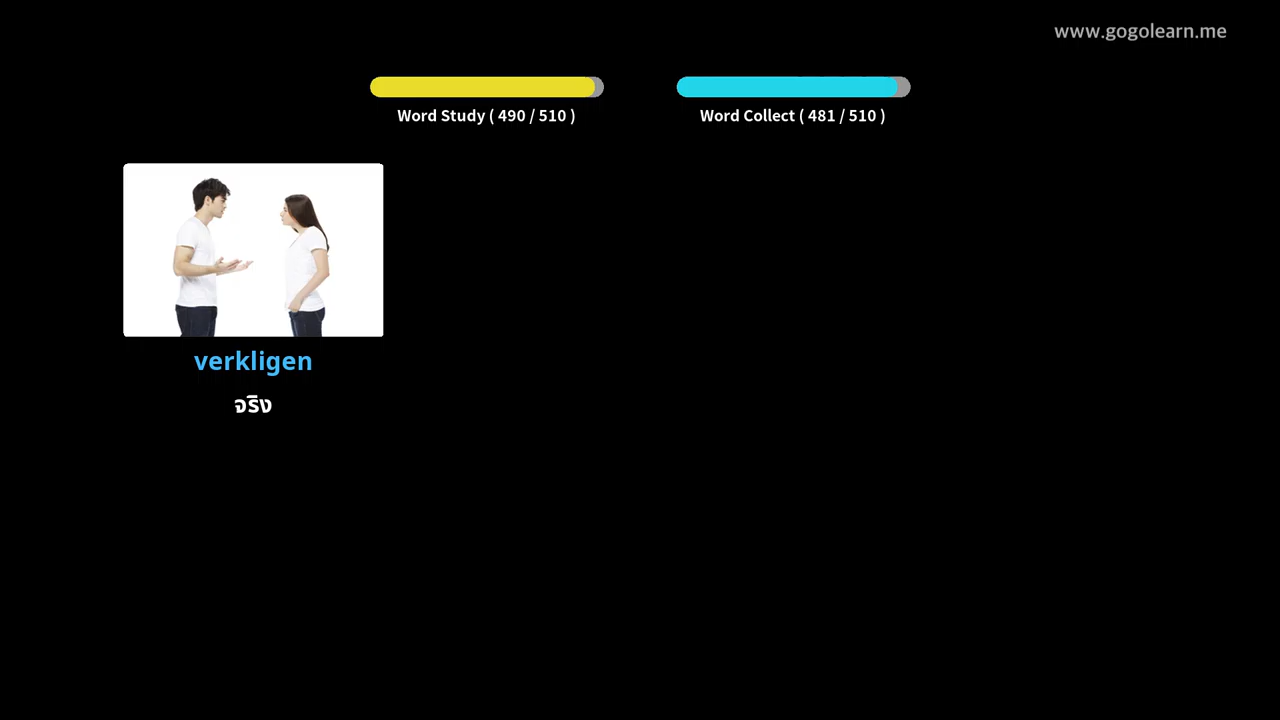 www.gogolearn.me
Word Study ( 490 / 510 )
Word Collect ( 481 / 510 )
verkligen
จริง